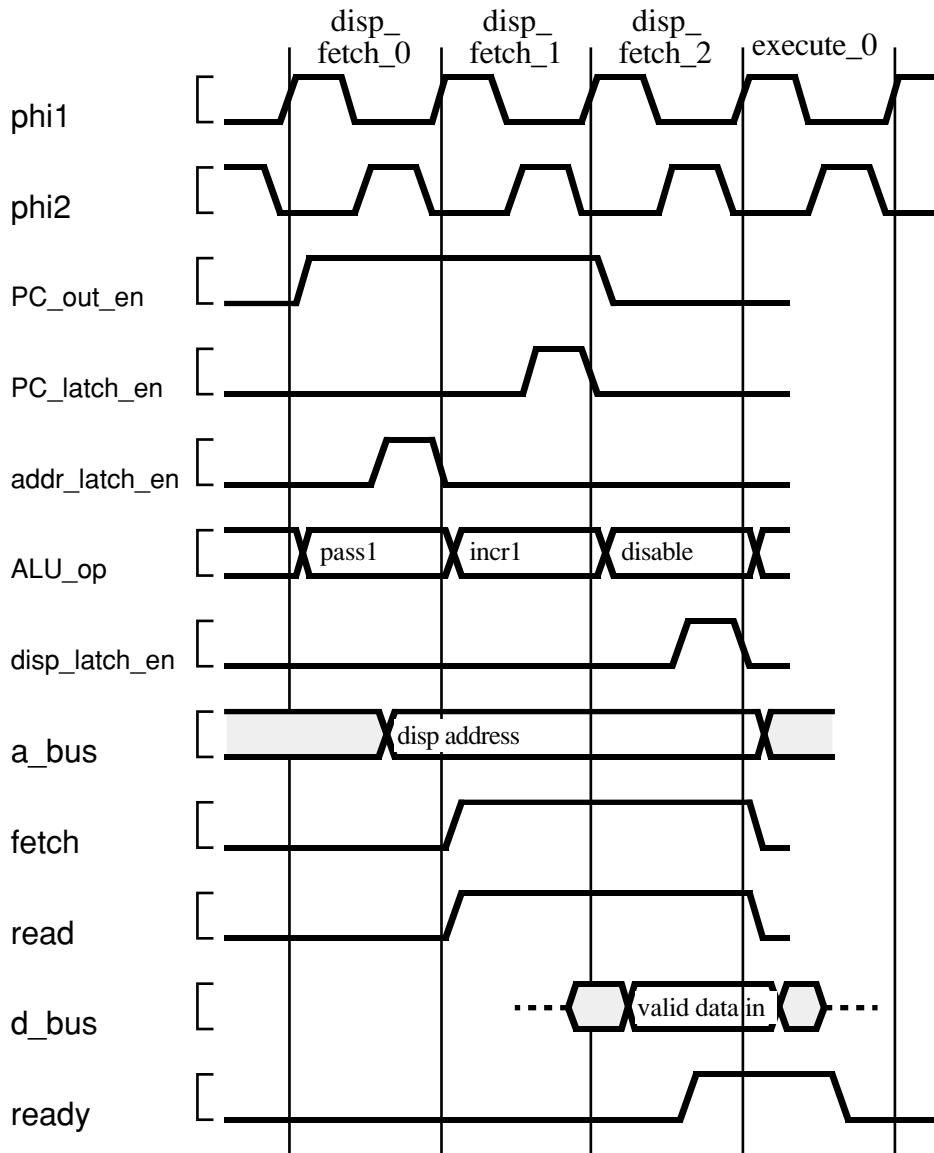 disp_
fetch_0
disp_
fetch_1
disp_
fetch_2
execute_0
phi1
phi2
PC_out_en
PC_latch_en
addr_latch_en
ALU_op
pass1
incr1
disable
disp_latch_en
a_bus
disp address
fetch
read
d_bus
valid data in
ready